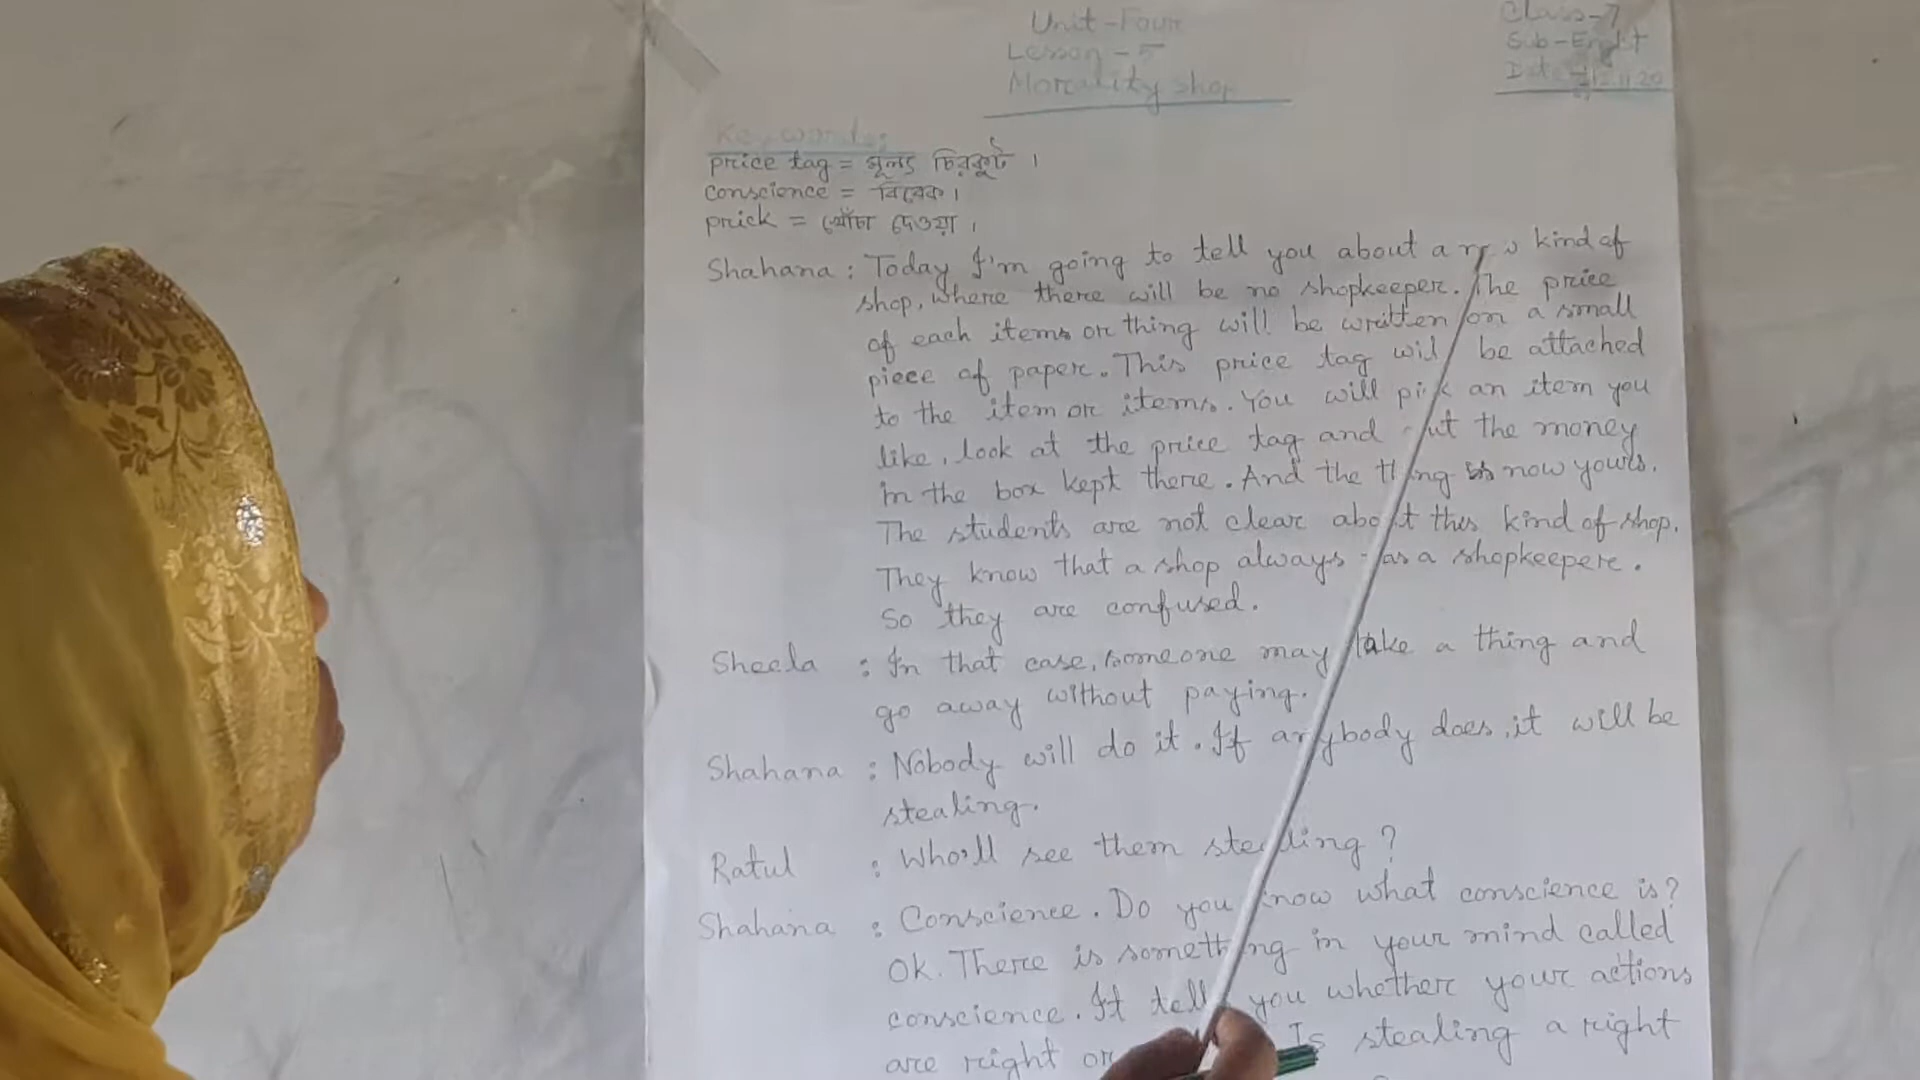 Unit-Four
Class-7
Lesson-5
Morality shop
Keywords:
price tag = মূল্য চিরকুট।
conscience = বিবেক।
prick = খোঁচা দেওয়া।
Shahana : Today I'm going to tell you about a kind of
shop, where there will be no shopkeeper. The price
of each items or thing will be written on a small
piece of paper. This price tag will be attached
to the item or items. You will pick an item you
like, look at the price tag and put the money
in the box kept there. And the thing is now yours.
The students are not clear about this kind of shop.
They know that a shop always has a shopkeeper.
So they are confused.
Sheela : In that case, someone may take a thing and
go away without paying.
Shahana : Nobody will do it. If anybody does, it will be
stealing.
Ratul : Who'll see them stealing?
Shahana : Conscience. Do you know what conscience is?
OK. There is something in your mind called
conscience. It tells you whether your actions
are right or Is stealing a right